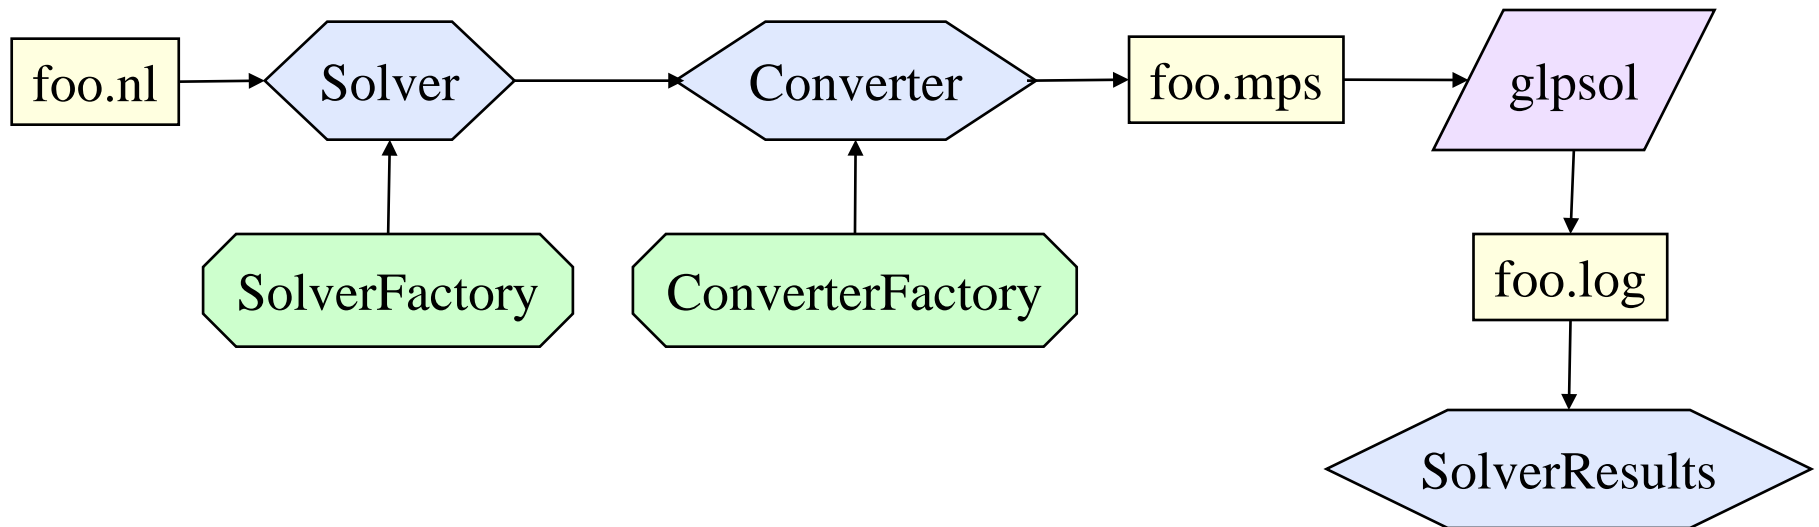 foo.nl
Solver
Converter
foo.mps
glpsol
SolverFactory
ConverterFactory
foo.log
SolverResults